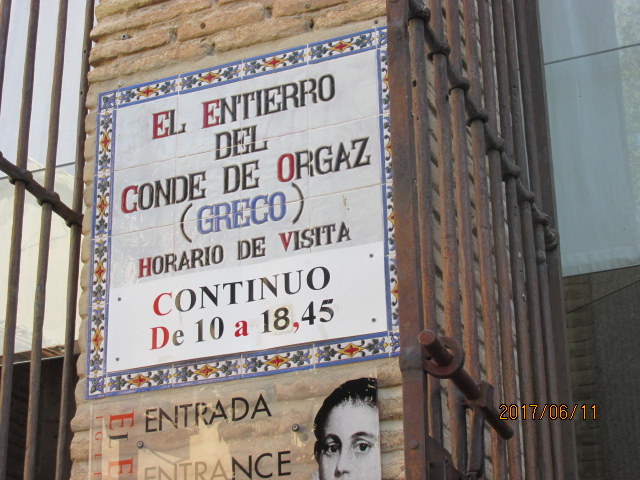 EL ENTIERRO
DEL
CONDE DE ORGAZ
(GRECO)
HORARIO DE VISITA
CONTINUO
De 10 a 18,45
ENTRADA
ENTRANCE
2017/06/11